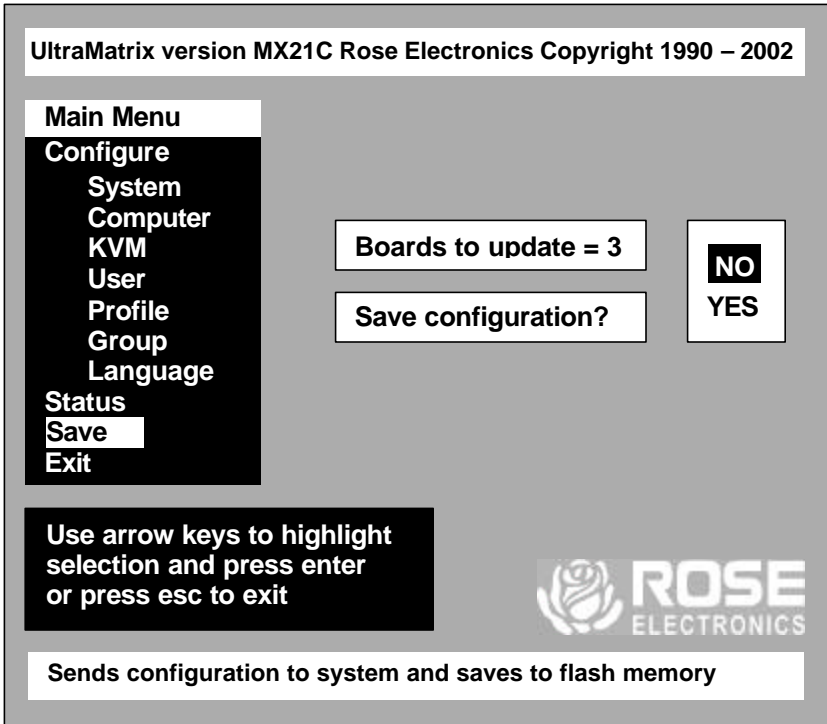 UltraMatrix version MX21C Rose Electronics Copyright 1990 – 2002
Main Menu
Configure
System
Computer
KVM
User
Profile
Group
Language
Status
Save
Exit
Boards to update = 3
Save configuration?
NO
YES
Use arrow keys to highlight
selection and press enter
or press esc to exit
ROSE
ELECTRONICS
Sends configuration to system and saves to flash memory